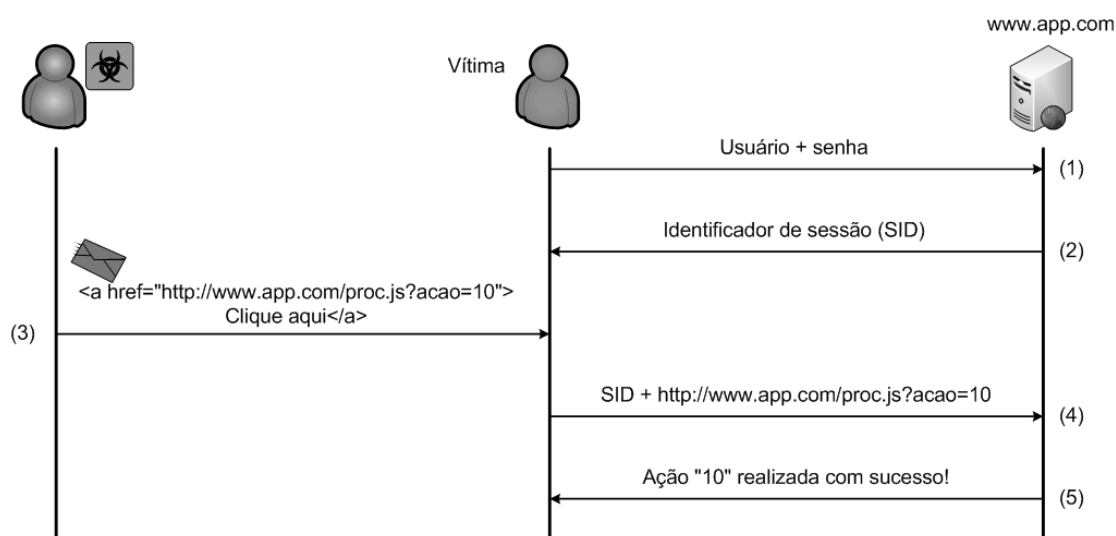 www.app.com
Vítima
Usuário + senha
(1)
Identificador de sessão (SID)
(2)
<a href="http://www.app.com/proc.js?acao=10">
Clique aqui</a>
(3)
SID + http://www.app.com/proc.js?acao=10
(4)
Ação "10" realizada com sucesso!
(5)